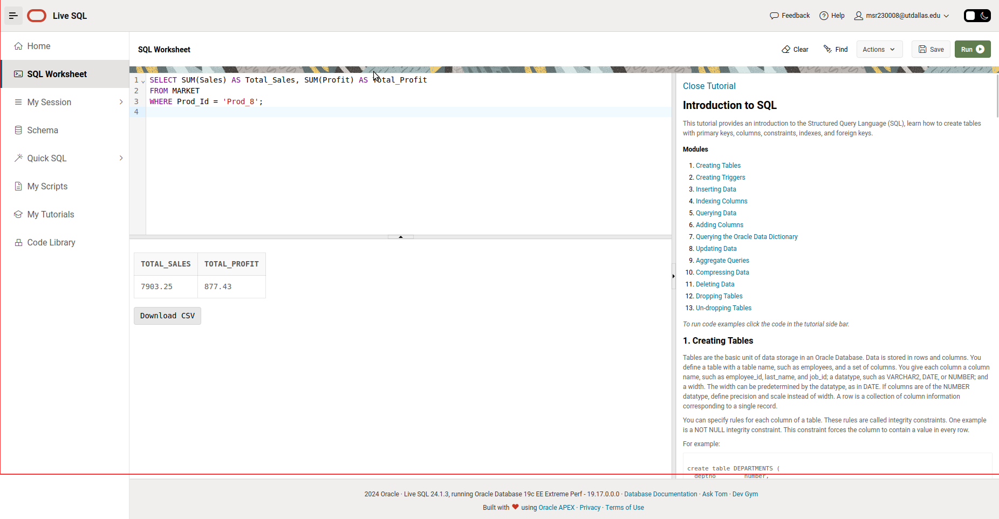 Live SQL
Feedback
Help
msr230008@utdallas.edu
Home
SQL Worksheet
My Session
Schema
Quick SQL
My Scripts
My Tutorials
Code Library
SQL Worksheet
Clear
Find
Actions
Save
Run
1 SELECT SUM(Sales) AS Total_Sales, SUM(Profit) AS Total_Profit
2 FROM MARKET
3 WHERE Prod_Id = 'Prod_8';
4
TOTAL_SALES TOTAL_PROFIT
7903.25 877.43
Download CSV
Close Tutorial
Introduction to SQL
This tutorial provides an introduction to the Structured Query Language (SQL), learn how to create tables
with primary keys, columns, constraints, indexes, and foreign keys.
Modules
1. Creating Tables
2. Creating Triggers
3. Inserting Data
4. Indexing Columns
5. Querying Data
6. Adding Columns
7. Querying the Oracle Data Dictionary
8. Updating Data
9. Aggregate Queries
10. Compressing Data
11. Deleting Data
12. Dropping Tables
13. Un-dropping Tables
To run code examples click the code in the tutorial side bar.
1. Creating Tables
Tables are the basic unit of data storage in an Oracle Database. Data is stored in rows and columns. You
define a table with a table name, such as employees, and a set of columns. You give each column a column
name, such as employee_id, last_name, and job_id; a datatype, such as VARCHAR2, DATE, or NUMBER; and
a width. The width can be predetermined by the datatype, as in DATE. If columns are of the NUMBER
datatype, define precision and scale instead of width. A row is a collection of column information
corresponding to a single record.
You can specify rules for each column of a table. These rules are called integrity constraints. One example
is a NOT NULL integrity constraint. This constraint forces the column to contain a value in every row.
For example:
create table DEPARTMENTS (
deptno number,
2024 Oracle · Live SQL 24.1.3, running Oracle Database 19c EE Extreme Perf - 19.17.0.0.0 · Database Documentation · Ask Tom · Dev Gym
Built with ❤ using Oracle APEX · Privacy · Terms of Use